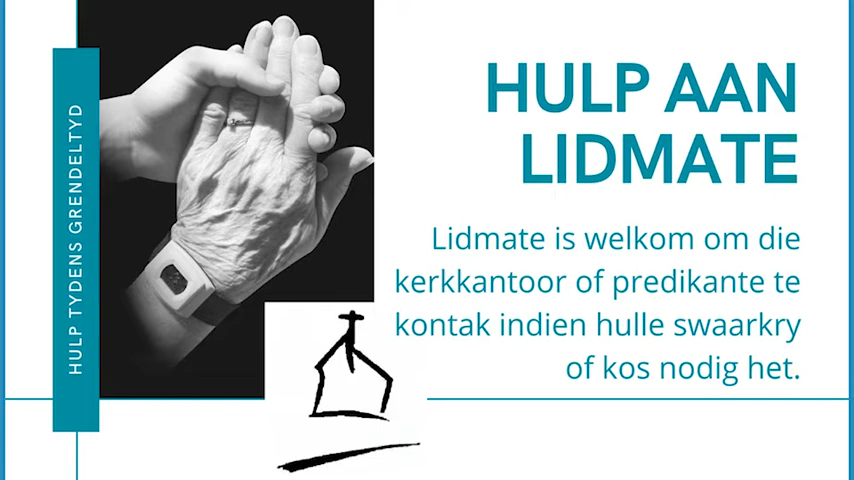 HULP TYDENS GRENDELTYD
HULP AAN
LIDMATE
Lidmate is welkom om die
kerkkantoor of predikante te
kontak indien hulle swaarkry
of kos nodig het.